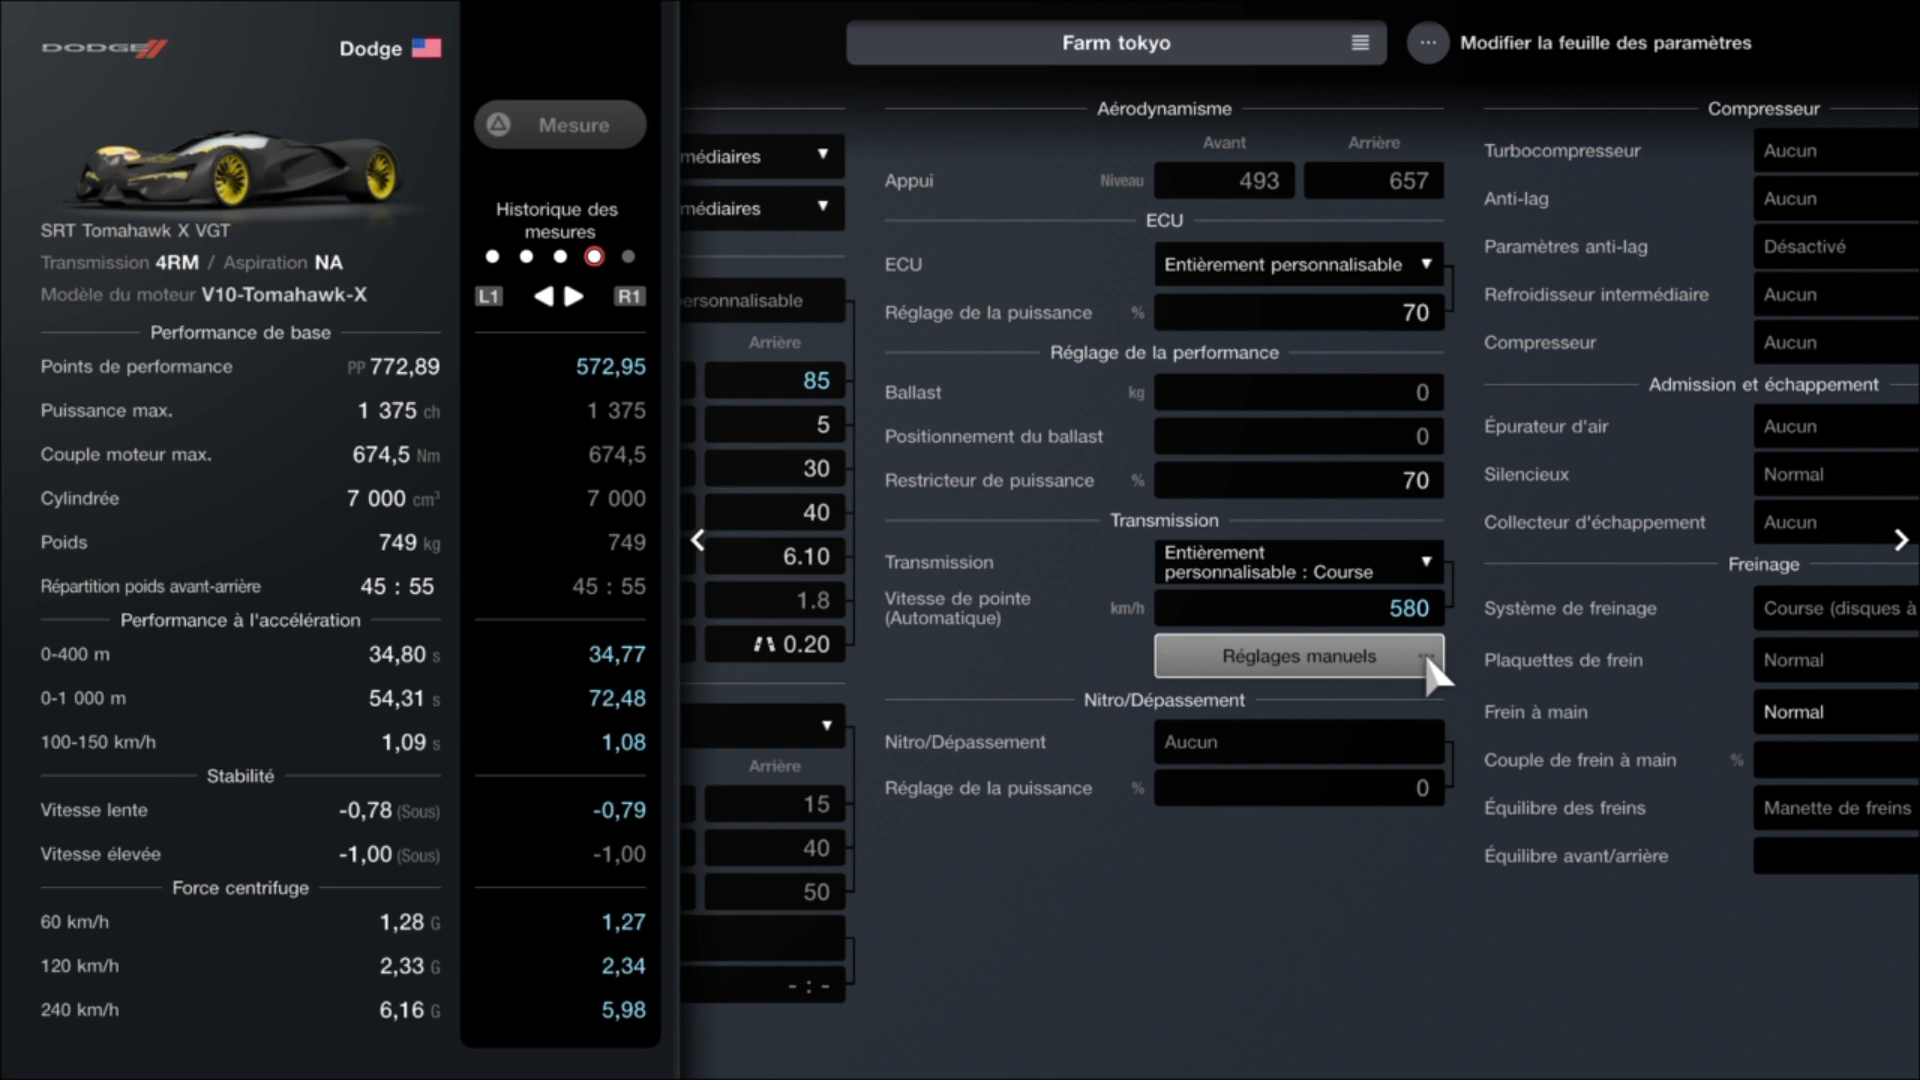 DODGE
Dodge
SRT Tomahawk X VGT
Transmission 4RM / Aspiration NA
Modèle du moteur V10-Tomahawk-X
Performance de base
Points de performance PP 772,89 572,95
Puissance max. 1 375 ch 1 375
Couple moteur max. 674,5 Nm 674,5
Cylindrée 7 000 cm³ 7 000
Poids 749 kg 749
Répartition poids avant-arrière 45 : 55 45 : 55
Performance à l'accélération
0-400 m 34,80 s 34,77
0-1 000 m 54,31 s 72,48
100-150 km/h 1,09 s 1,08
Stabilité
Vitesse lente -0,78 (Sous) -0,79
Vitesse élevée -1,00 (Sous) -1,00
Force centrifuge
60 km/h 1,28 G 1,27
120 km/h 2,33 G 2,34
240 km/h 6,16 G 5,98
Mesure
Historique des
mesures
L1 R1
Farm tokyo
Modifier la feuille des paramètres
médiaires
médiaires
ersonnalisable
Arrière
85
5
30
40
6.10
1.8
0.20
Arrière
15
40
50
- : -
Aérodynamisme
Avant Arrière
Appui Niveau 493 657
ECU
ECU Entièrement personnalisable
Réglage de la puissance % 70
Réglage de la performance
Ballast kg 0
Positionnement du ballast 0
Restricteur de puissance % 70
Transmission
Transmission Entièrement
personnalisable : Course
Vitesse de pointe
(Automatique) km/h 580
Réglages manuels
Nitro/Dépassement
Nitro/Dépassement Aucun
Réglage de la puissance % 0
Compresseur
Turbocompresseur Aucun
Anti-lag Aucun
Paramètres anti-lag Désactivé
Refroidisseur intermédiaire Aucun
Compresseur Aucun
Admission et échappement
Épurateur d'air Aucun
Silencieux Normal
Collecteur d'échappement Aucun
Freinage
Système de freinage Course (disques à
Plaquettes de frein Normal
Frein à main Normal
Couple de frein à main %
Équilibre des freins Manette de freins
Équilibre avant/arrière